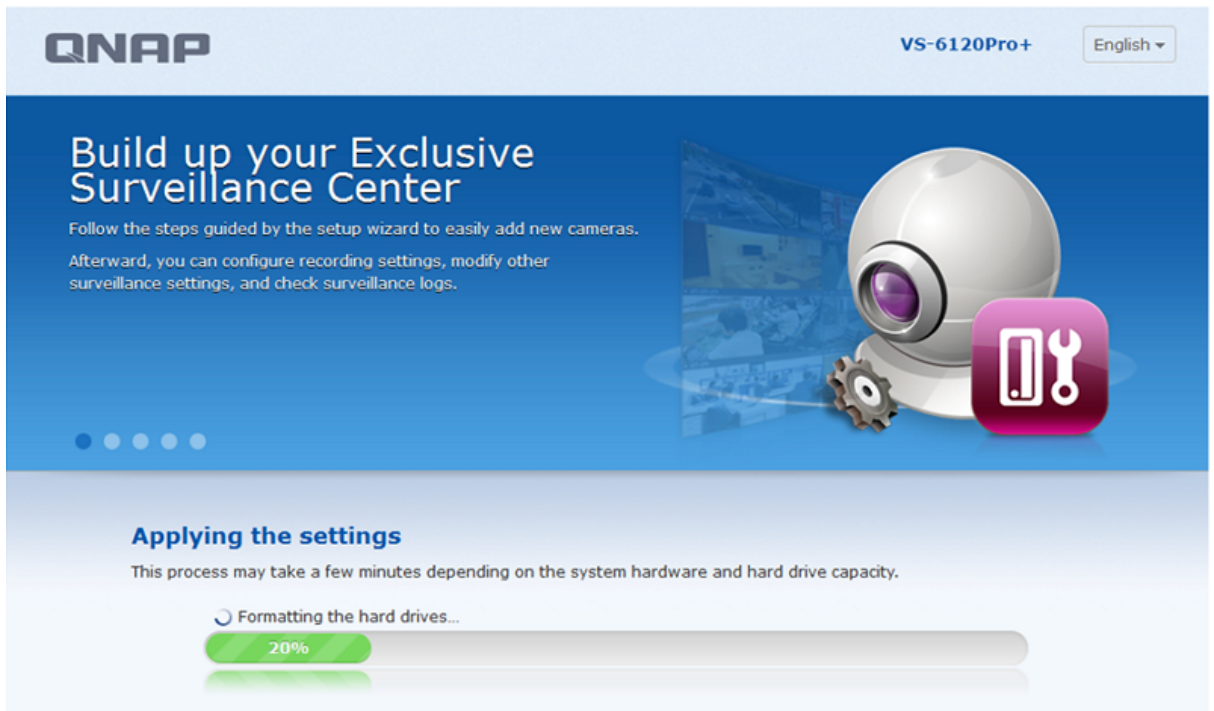 QNAP
VS-6120Pro+
English
Build up your Exclusive
Surveillance Center
Follow the steps guided by the setup wizard to easily add new cameras.
Afterward, you can configure recording settings, modify other
surveillance settings, and check surveillance logs.
Applying the settings
This process may take a few minutes depending on the system hardware and hard drive capacity.
Formatting the hard drives...
20%